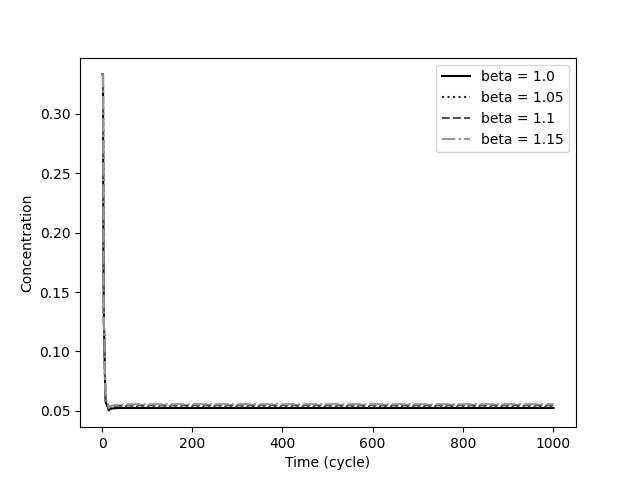 beta = 1.0
beta = 1.05
beta = 1.1
beta = 1.15
Concentration
0.30
0.25
0.20
0.15
0.10
0.05
0 200 400 600 800 1000
Time (cycle)